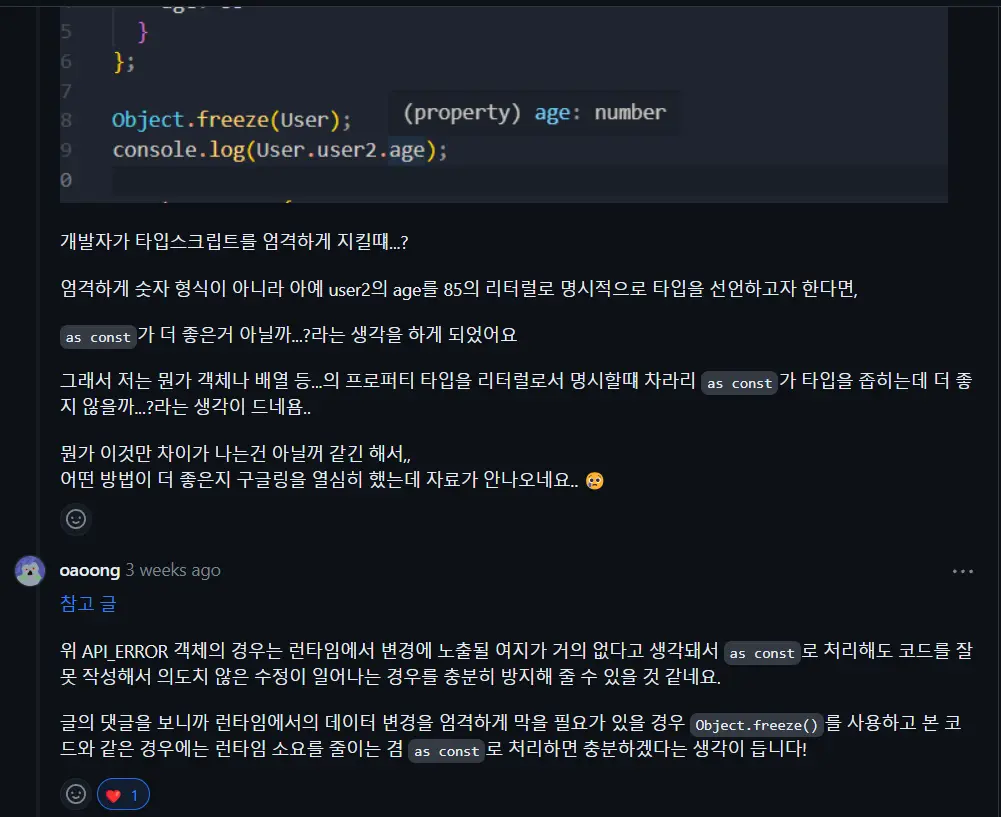 5 }
6 };
7
8 Object.freeze(User); (property) age: number
9 console.log(User.user2.age);
0
개발자가 타입스크립트를 엄격하게 지킬떄...?
엄격하게 숫자 형식이 아니라 아예 user2의 age를 85의 리터럴로 명시적으로 타입을 선언하고자 한다면,
as const가 더 좋은거 아닐까...?라는 생각을 하게 되었어요
그래서 저는 뭔가 객체나 배열 등...의 프로퍼티 타입을 리터럴로서 명시할떄 차라리 as const가 타입을 좁히는데 더 좋
지 않을까...?라는 생각이 드네욤..
뭔가 이것만 차이가 나는건 아닐꺼 같긴 해서,,
어떤 방법이 더 좋은지 구글링을 열심히 했는데 자료가 안나오네요.. 😢
oaoong 3 weeks ago
참고 글
위 API_ERROR 객체의 경우는 런타임에서 변경에 노출될 여지가 거의 없다고 생각돼서 as const로 처리해도 코드를 잘
못 작성해서 의도치 않은 수정이 일어나는 경우를 충분히 방지해 줄 수 있을 것 같네요.
글의 댓글을 보니까 런타임에서의 데이터 변경을 엄격하게 막을 필요가 있을 경우 Object.freeze()를 사용하고 본 코
드와 같은 경우에는 런타임 소요를 줄이는 겸 as const로 처리하면 충분하겠다는 생각이 듭니다!
❤️ 1